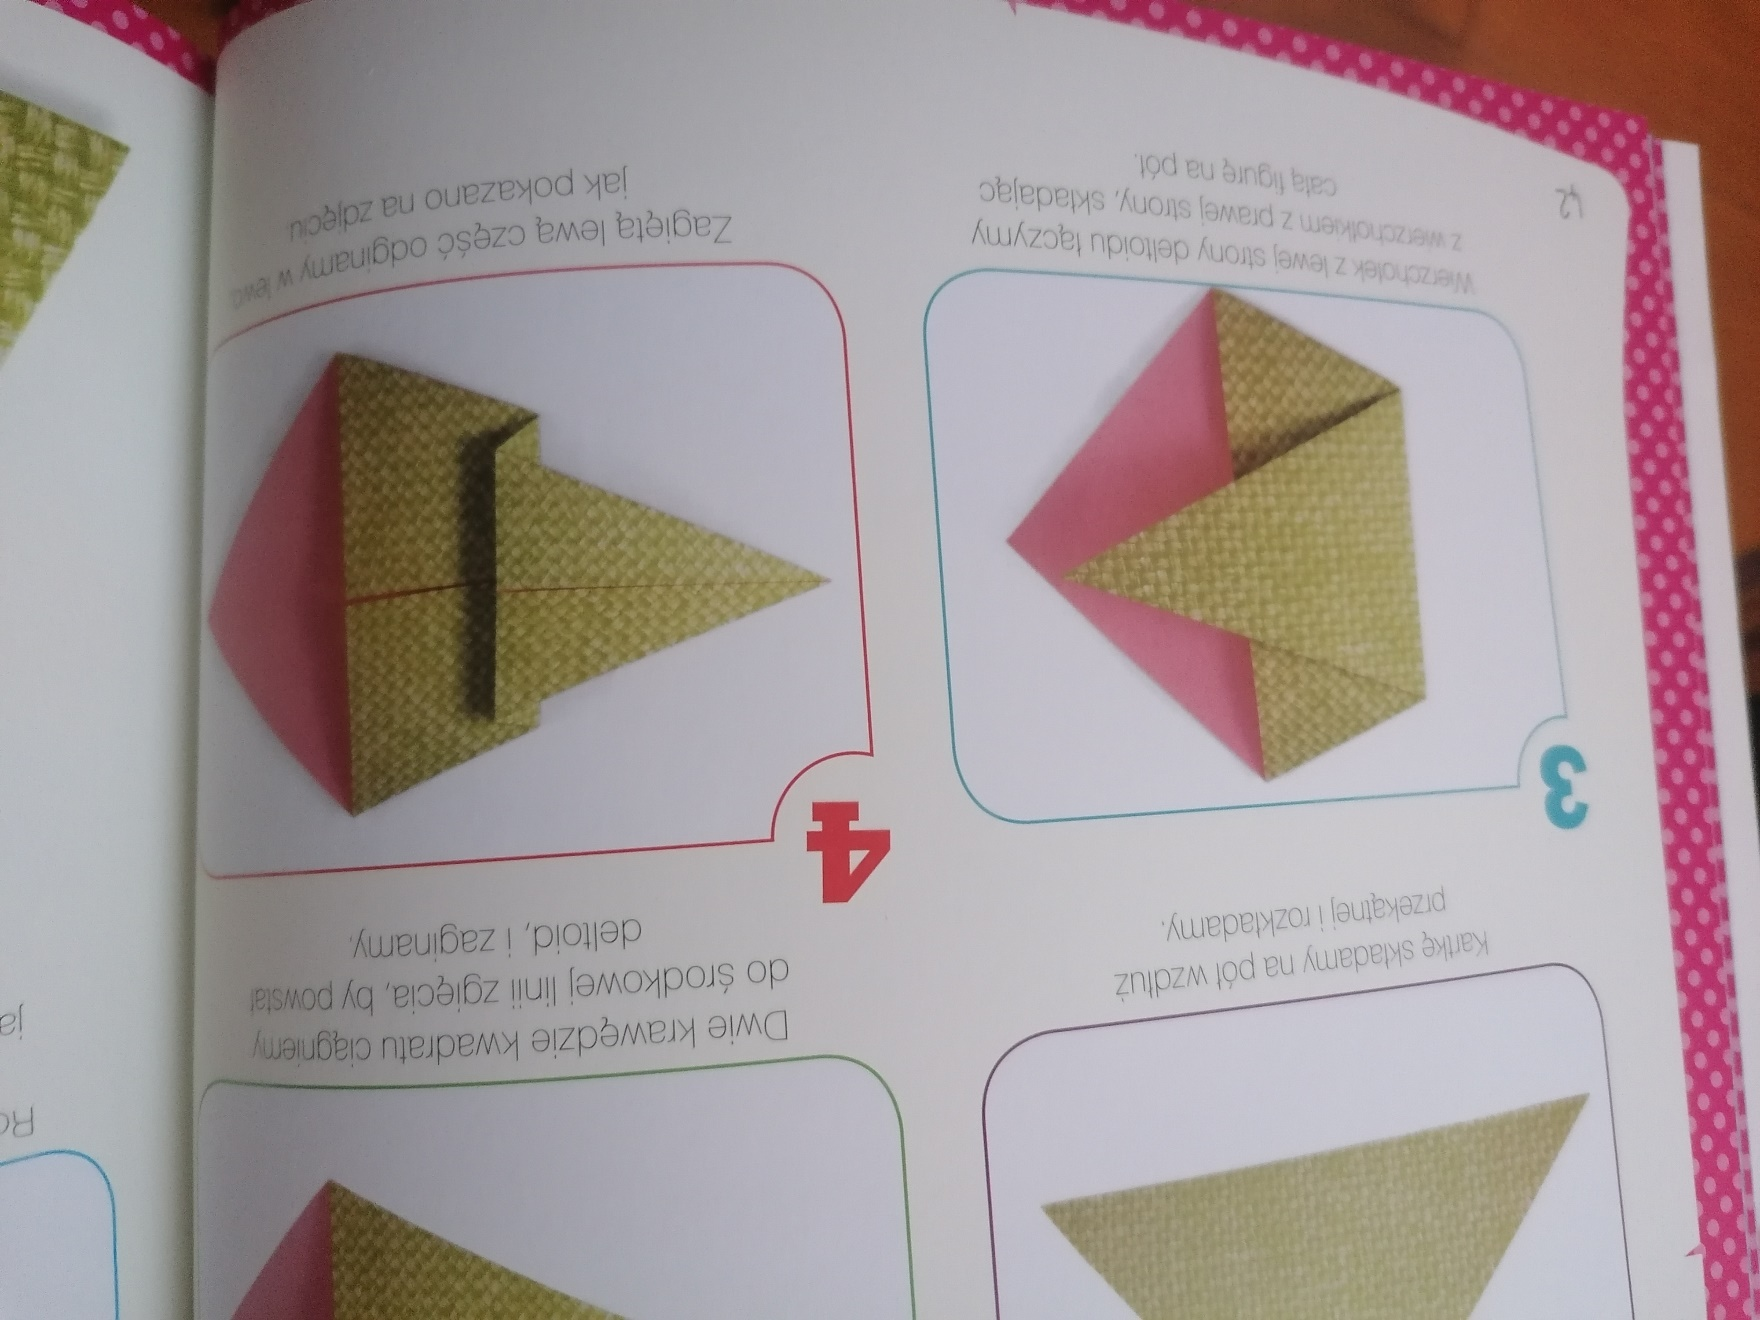 Kartkę składamy na pół wzdłuż
przekątnej i rozkładamy.
Dwie krawędzie kwadratu ciągniemy
do środkowej linii zgięcia, by powstał
deltoid, i zaginamy.
3
Wierzchołek z lewej strony deltoidu łączymy
z wierzchołkiem z prawej strony, składając
całą figurę na pół.
4
Zagiętą lewą część odginamy w
jak pokazano na zdjęciu
42